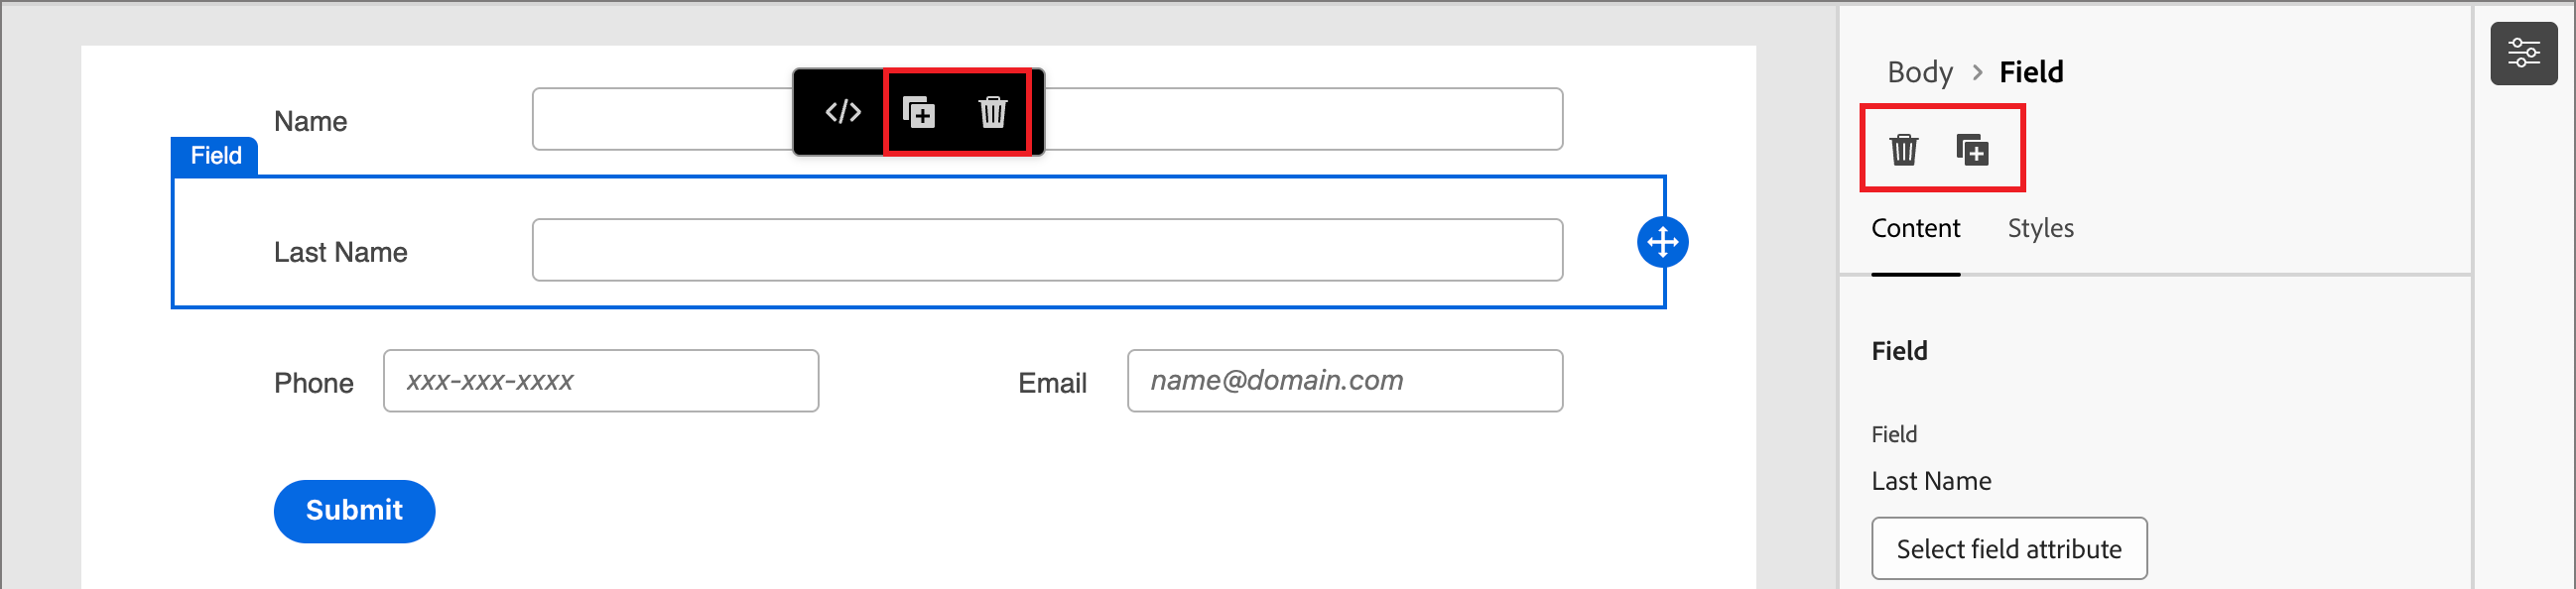 Name
Field
Last Name
Phone xxx-xxx-xxxx Email name@domain.com
Submit
Body > Field
Content Styles
Field
Field
Last Name
Select field attribute